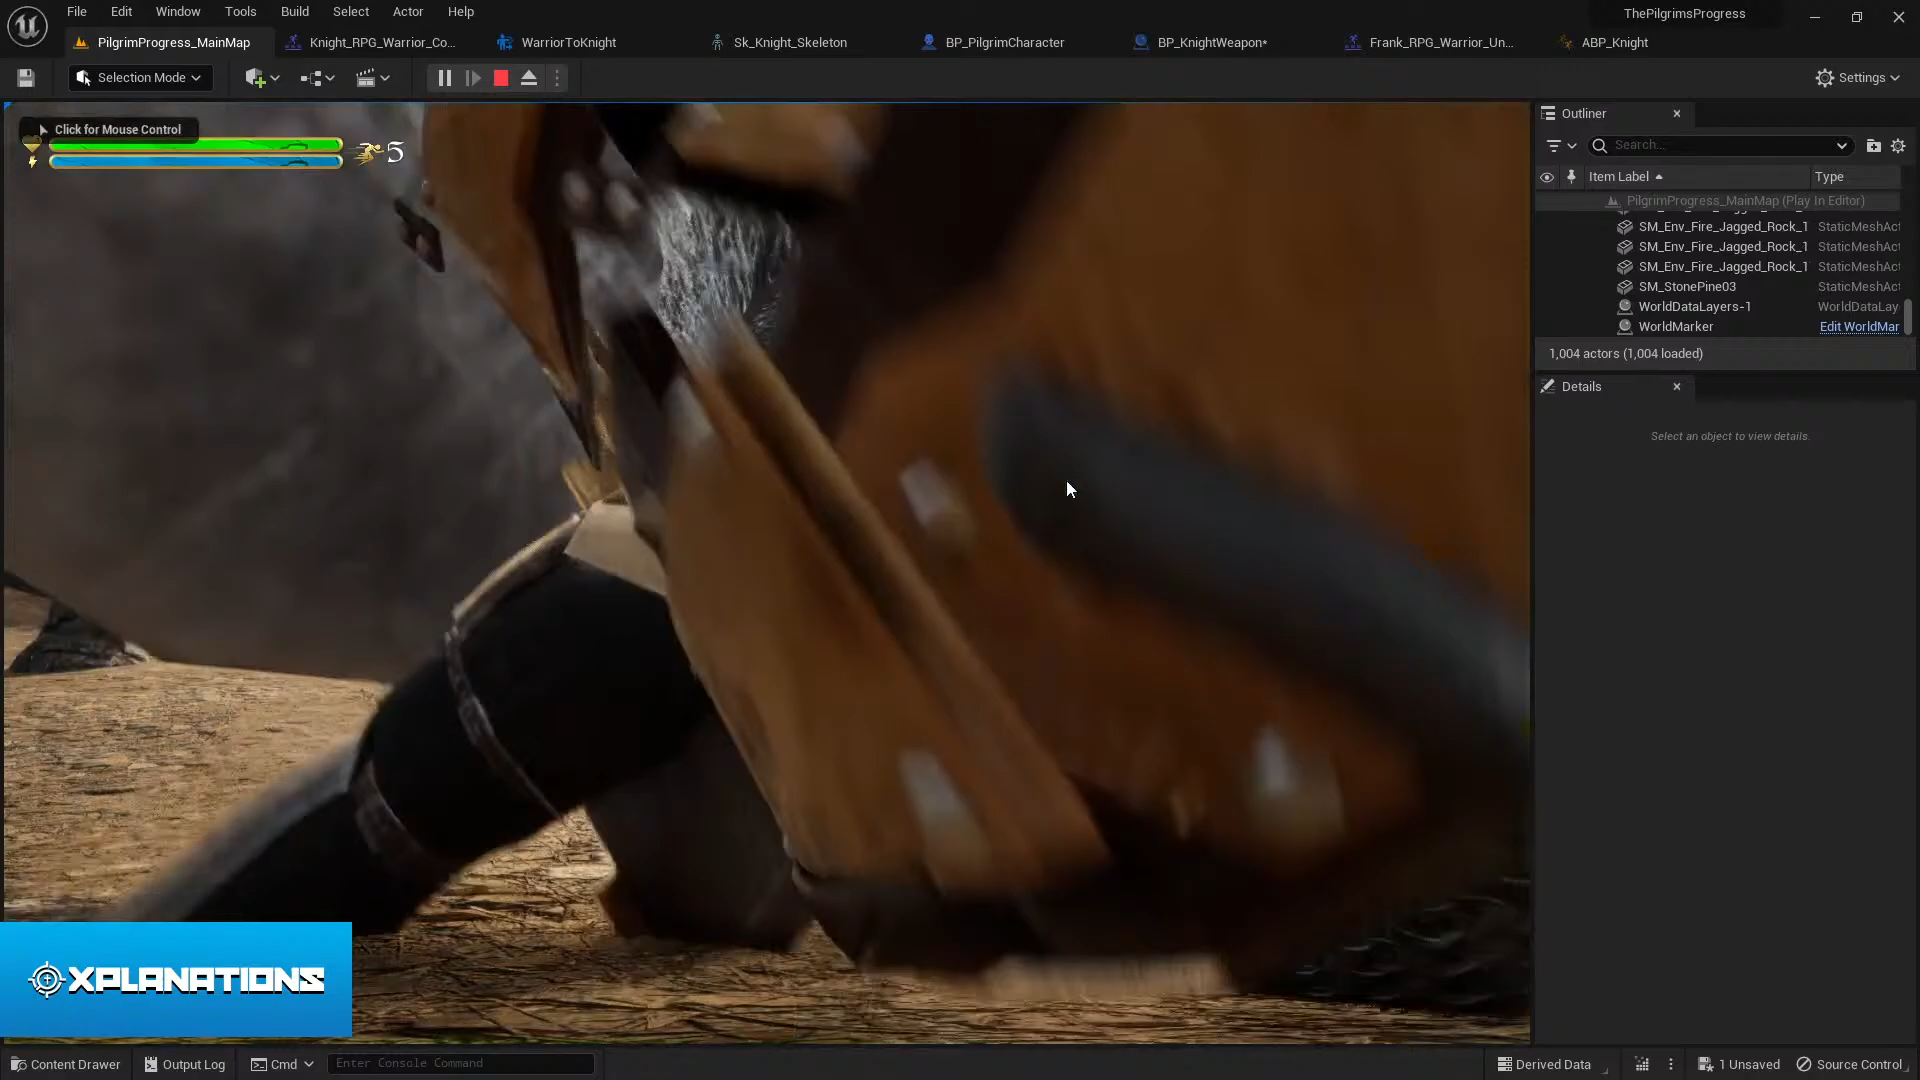 File Edit Window Tools Build Select Actor Help
ThePilgrimsProgress
PilgrimProgress_MainMap
Knight_RPG_Warrior_Co...
WarriorToKnight
Sk_Knight_Skeleton
BP_PilgrimCharacter
BP_KnightWeapon*
Frank_RPG_Warrior_Un...
ABP_Knight
Selection Mode
Settings
Click for Mouse Control
5
Outliner
Search...
Item Label
Type
PilgrimProgress_MainMap (Play In Editor)
SM_Env_Fire_Jagged_Rock_1 StaticMeshAct
SM_Env_Fire_Jagged_Rock_1 StaticMeshAct
SM_Env_Fire_Jagged_Rock_1 StaticMeshAct
SM_StonePine03 StaticMeshAct
WorldDataLayers-1 WorldDataLay
WorldMarker Edit WorldMar
1,004 actors (1,004 loaded)
Details
Select an object to view details.
XPLANATIONS
Content Drawer
Output Log
Cmd
Enter Console Command
Derived Data
1 Unsaved
Source Control